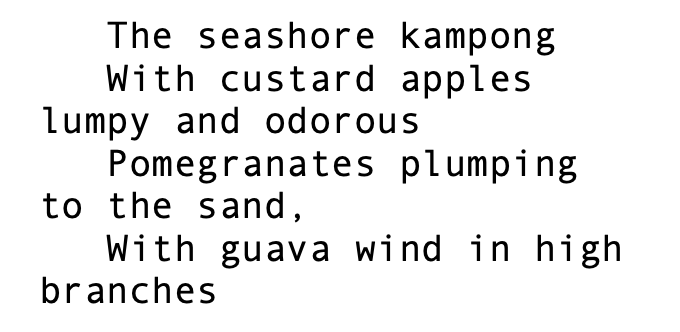 The seashore kampong
With custard apples
lumpy and odorous
Pomegranates plumping
to the sand,
With guava wind in high
branches